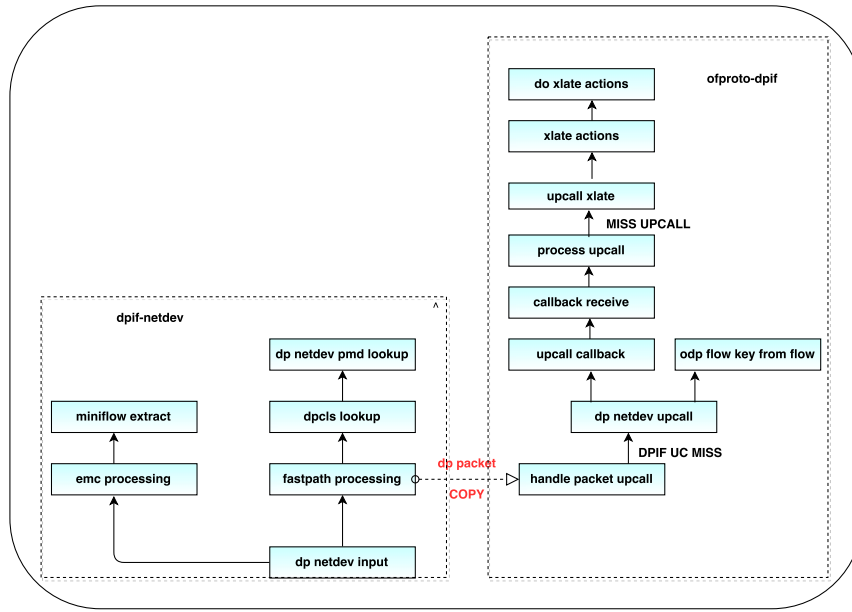 ofproto-dpif
do xlate actions
xlate actions
upcall xlate
MISS UPCALL
process upcall
callback receive
upcall callback
odp flow key from flow
dp netdev upcall
DPIF UC MISS
handle packet upcall
dpif-netdev
^
dp netdev pmd lookup
miniflow extract
dpcls lookup
emc processing
fastpath processing
dp packet
COPY
dp netdev input